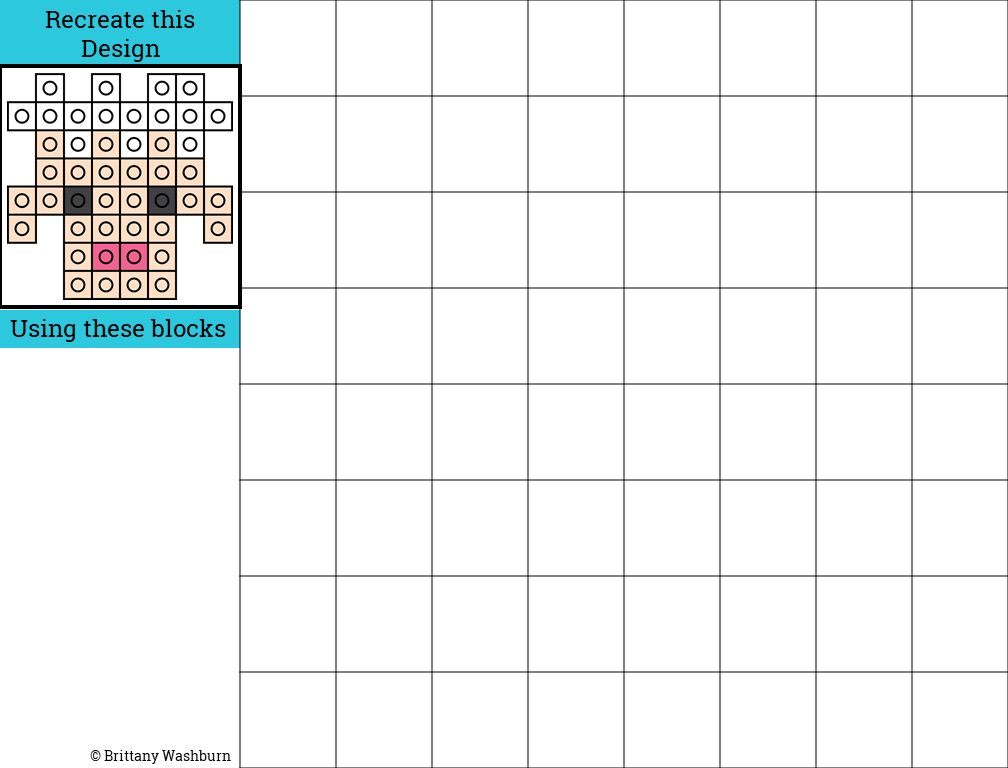 Recreate this
Design
Using these blocks
© Brittany Washburn